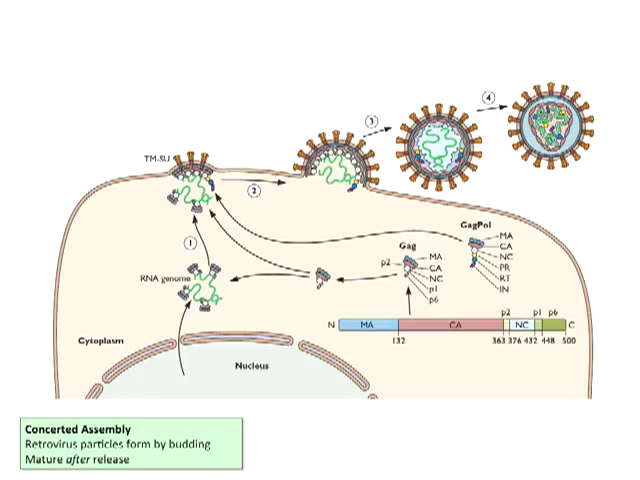 ③
④
TM-SU
②
GagPol
MA
CA
NC
PR
RT
IN
①
Gag
p2
MA
CA
NC
p1
p6
RNA genome
p2 p1 p6
N MA CA NC C
132 363 376 432 448 500
Cytoplasm
Nucleus
Concerted Assembly
Retrovirus particles form by budding
Mature after release